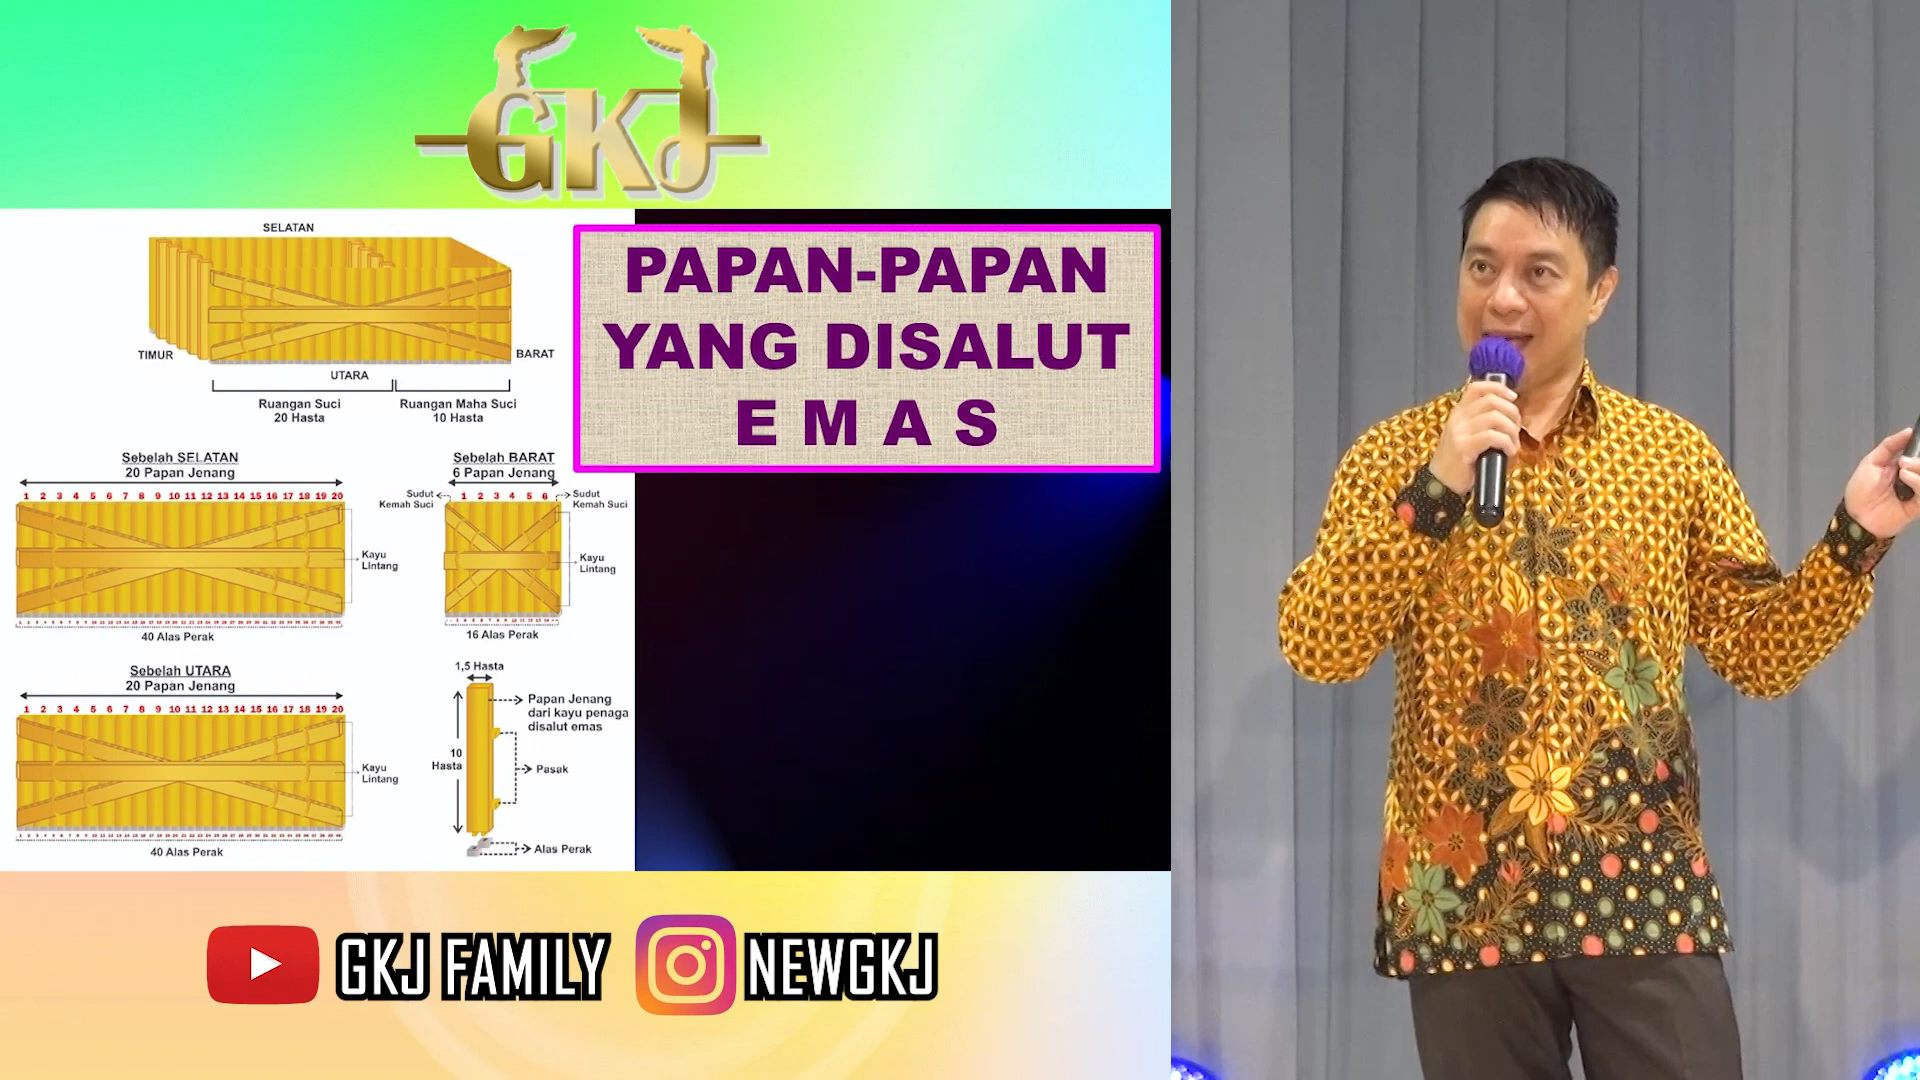 GKJ
SELATAN
TIMUR
BARAT
UTARA
Ruangan Suci
20 Hasta
Ruangan Maha Suci
10 Hasta
PAPAN-PAPAN
YANG DISALUT
E M A S
Sebelah SELATAN
20 Papan Jenang
1 2 3 4 5 6 7 8 9 10 11 12 13 14 15 16 17 18 19 20
Kayu
Lintang
40 Alas Perak
Sebelah BARAT
6 Papan Jenang
Sudut
Kemah Suci
1 2 3 4 5 6
Sudut
Kemah Suci
Kayu
Lintang
16 Alas Perak
Sebelah UTARA
20 Papan Jenang
1 2 3 4 5 6 7 8 9 10 11 12 13 14 15 16 17 18 19 20
Kayu
Lintang
40 Alas Perak
1,5 Hasta
10
Hasta
Papan Jenang
dari kayu penaga
disalut emas
Pasak
Alas Perak
GKJ FAMILY
NEWGKJ